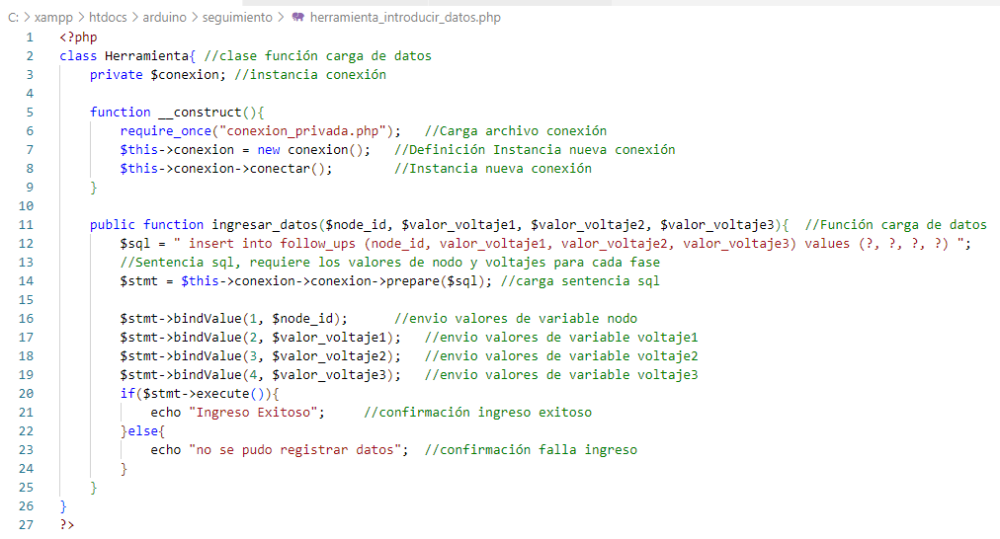 C: > xampp > htdocs > arduino > seguimiento > herramienta_introducir_datos.php
1 <?php
2 class Herramienta{ //clase función carga de datos
3 private $conexion; //instancia conexión
4
5 function __construct(){
6 require_once("conexion_privada.php"); //Carga archivo conexión
7 $this->conexion = new conexion(); //Definición Instancia nueva conexión
8 $this->conexion->conectar(); //Instancia nueva conexión
9 }
10
11 public function ingresar_datos($node_id, $valor_voltaje1, $valor_voltaje2, $valor_voltaje3){ //Función carga de datos
12 $sql = " insert into follow_ups (node_id, valor_voltaje1, valor_voltaje2, valor_voltaje3) values (?, ?, ?, ?) ";
13 //Sentencia sql, requiere los valores de nodo y voltajes para cada fase
14 $stmt = $this->conexion->conexion->prepare($sql); //carga sentencia sql
15
16 $stmt->bindValue(1, $node_id); //envio valores de variable nodo
17 $stmt->bindValue(2, $valor_voltaje1); //envio valores de variable voltaje1
18 $stmt->bindValue(3, $valor_voltaje2); //envio valores de variable voltaje2
19 $stmt->bindValue(4, $valor_voltaje3); //envio valores de variable voltaje3
20 if($stmt->execute()){
21 echo "Ingreso Exitoso"; //confirmación ingreso exitoso
22 }else{
23 echo "no se pudo registrar datos"; //confirmación falla ingreso
24 }
25 }
26 }
27 ?>